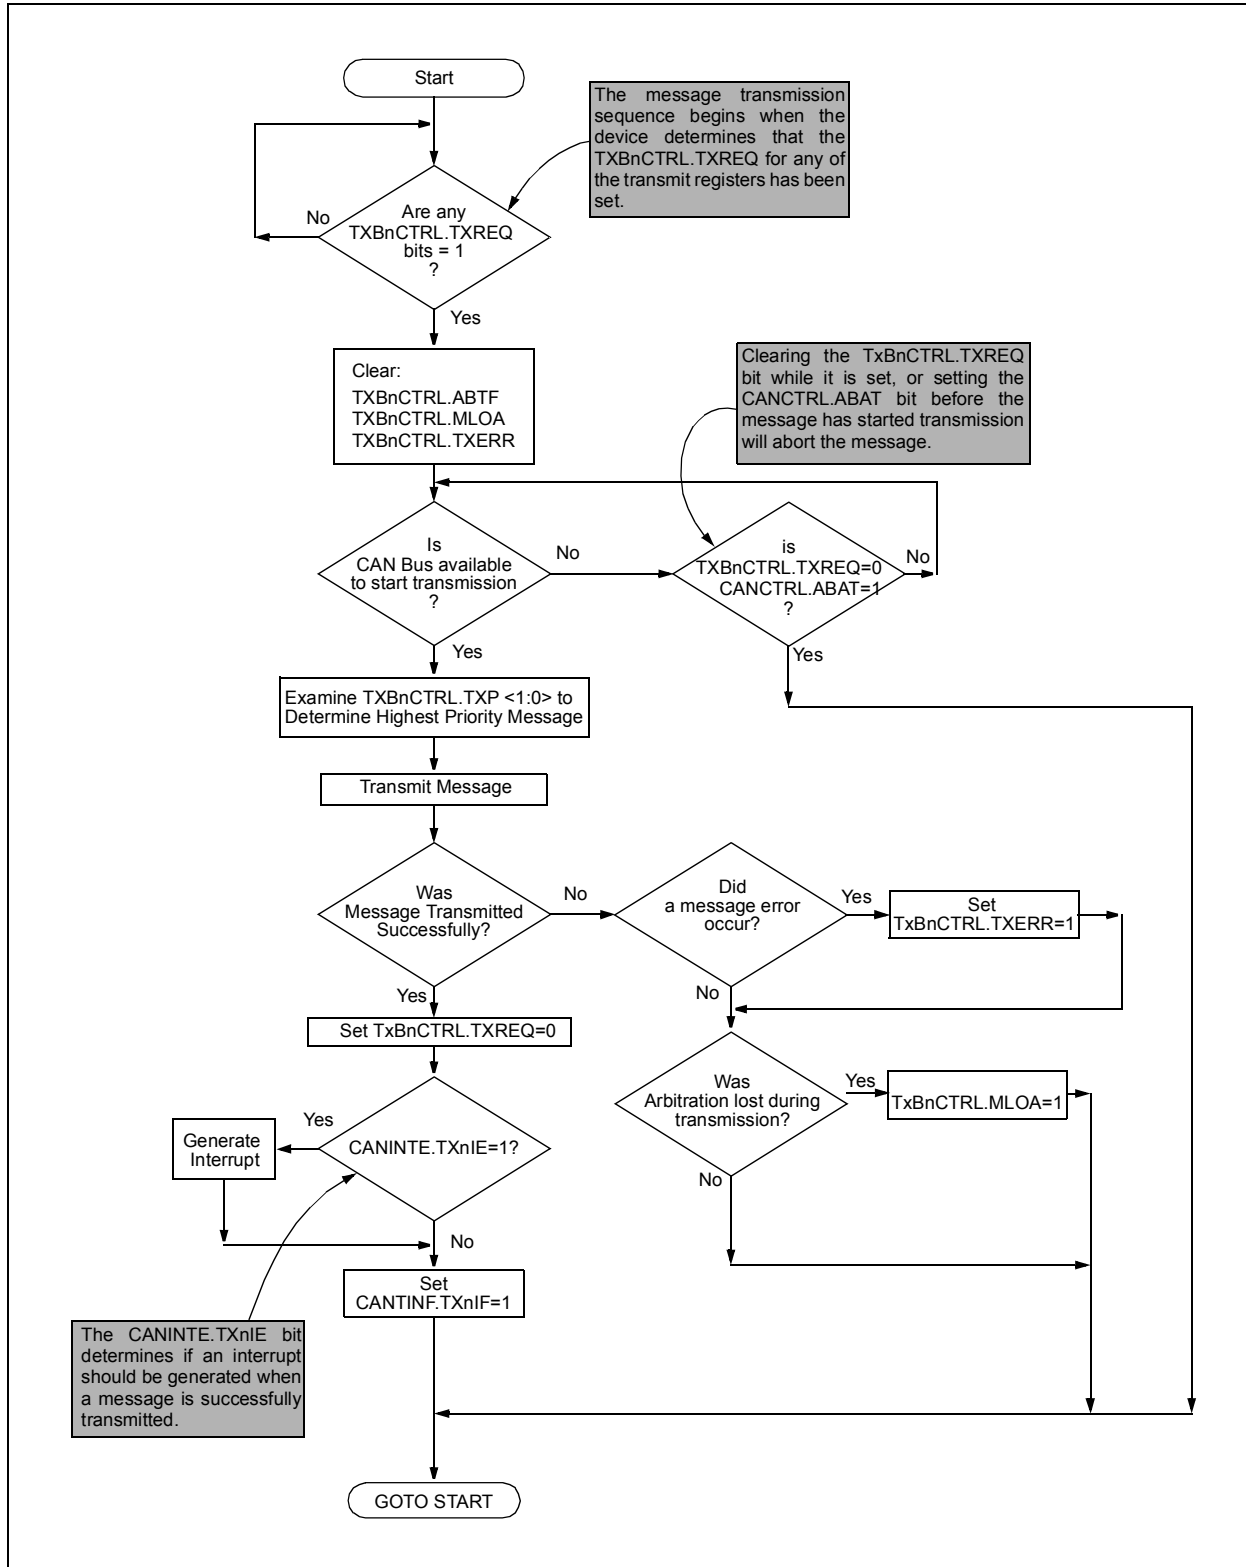 Start
The message transmission
sequence begins when the
device determines that the
TXBnCTRL.TXREQ for any of
the transmit registers has been
set.
Are any
TXBnCTRL.TXREQ
bits = 1
?
No
Yes
Clear:
TXBnCTRL.ABTF
TXBnCTRL.MLOA
TXBnCTRL.TXERR
Clearing the TxBnCTRL.TXREQ
bit while it is set, or setting the
CANCTRL.ABAT bit before the
message has started transmission
will abort the message.
Is
CAN Bus available
to start transmission
?
No
is
TXBnCTRL.TXREQ=0
CANCTRL.ABAT=1
?
No
Yes
Yes
Examine TXBnCTRL.TXP <1:0> to
Determine Highest Priority Message
Transmit Message
Was
Message Transmitted
Successfully?
No
Did
a message error
occur?
Yes
Set
TxBnCTRL.TXERR=1
Yes
No
Set TxBnCTRL.TXREQ=0
Was
Arbitration lost during
transmission?
Yes
TxBnCTRL.MLOA=1
No
CANINTE.TXnIE=1?
Yes
Generate
Interrupt
No
Set
CANTINF.TXnIF=1
The CANINTE.TXnIE bit
determines if an interrupt
should be generated when
a message is successfully
transmitted.
GOTO START